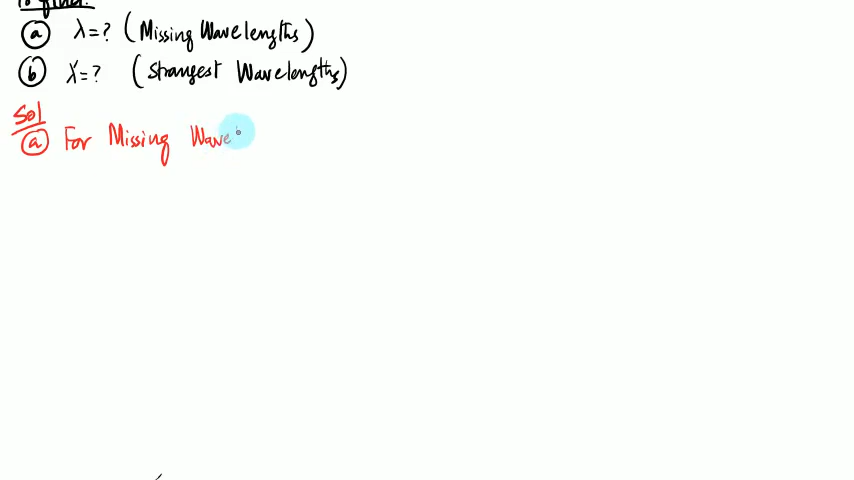 To find:
(a) λ=? (Missing Wavelengths)
(b) λ'=? (Strongest Wavelengths)
Sol
(a) For Missing Wave